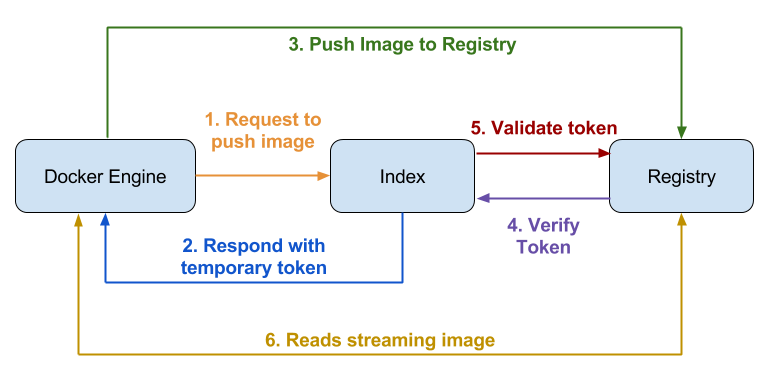 3. Push Image to Registry
1. Request to
push image
5. Validate token
Docker Engine
Index
Registry
2. Respond with
temporary token
4. Verify
Token
6. Reads streaming image